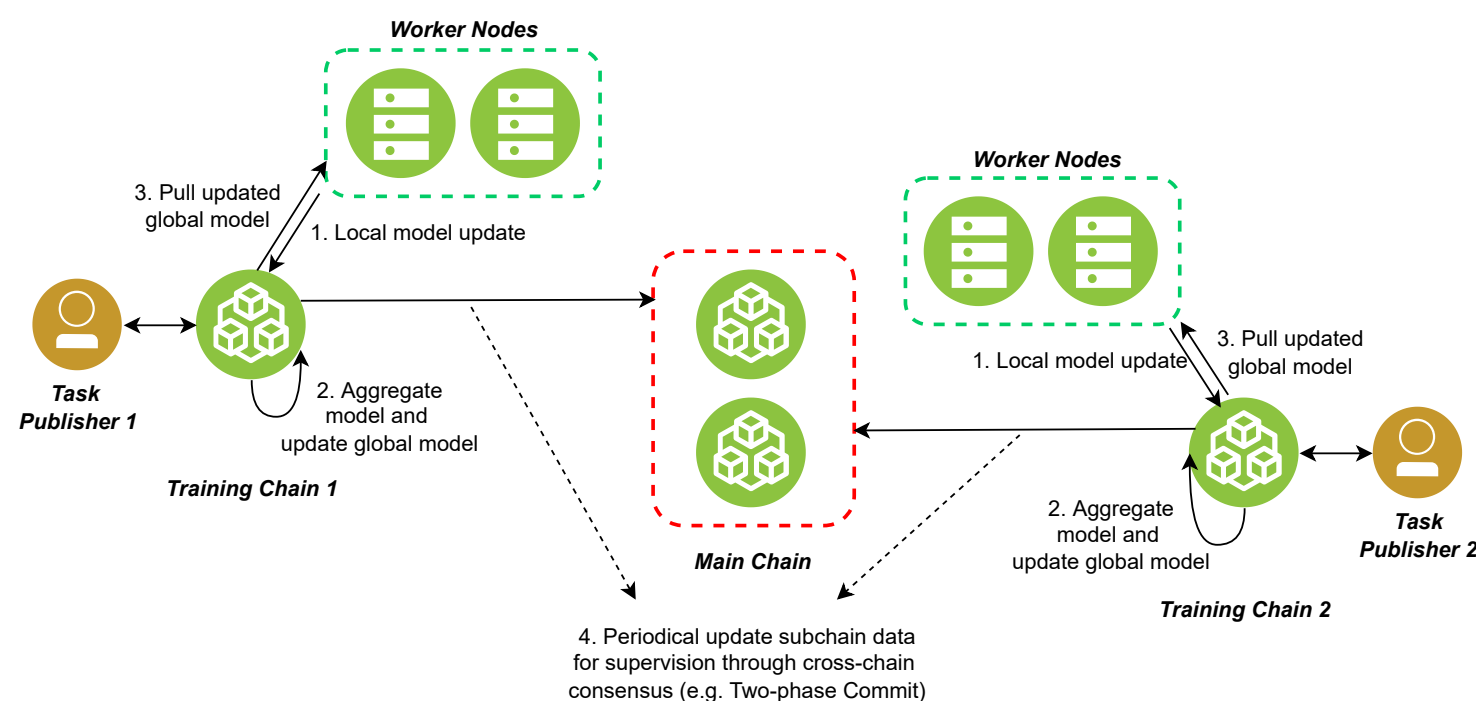 Worker Nodes
3. Pull updated
global model
1. Local model update
Task
Publisher 1
2. Aggregate
model and
update global model
Training Chain 1
Main Chain
Worker Nodes
1. Local model update
3. Pull updated
global model
2. Aggregate
model and
update global model
Task
Publisher 2
Training Chain 2
4. Periodical update subchain data
for supervision through cross-chain
consensus (e.g. Two-phase Commit)